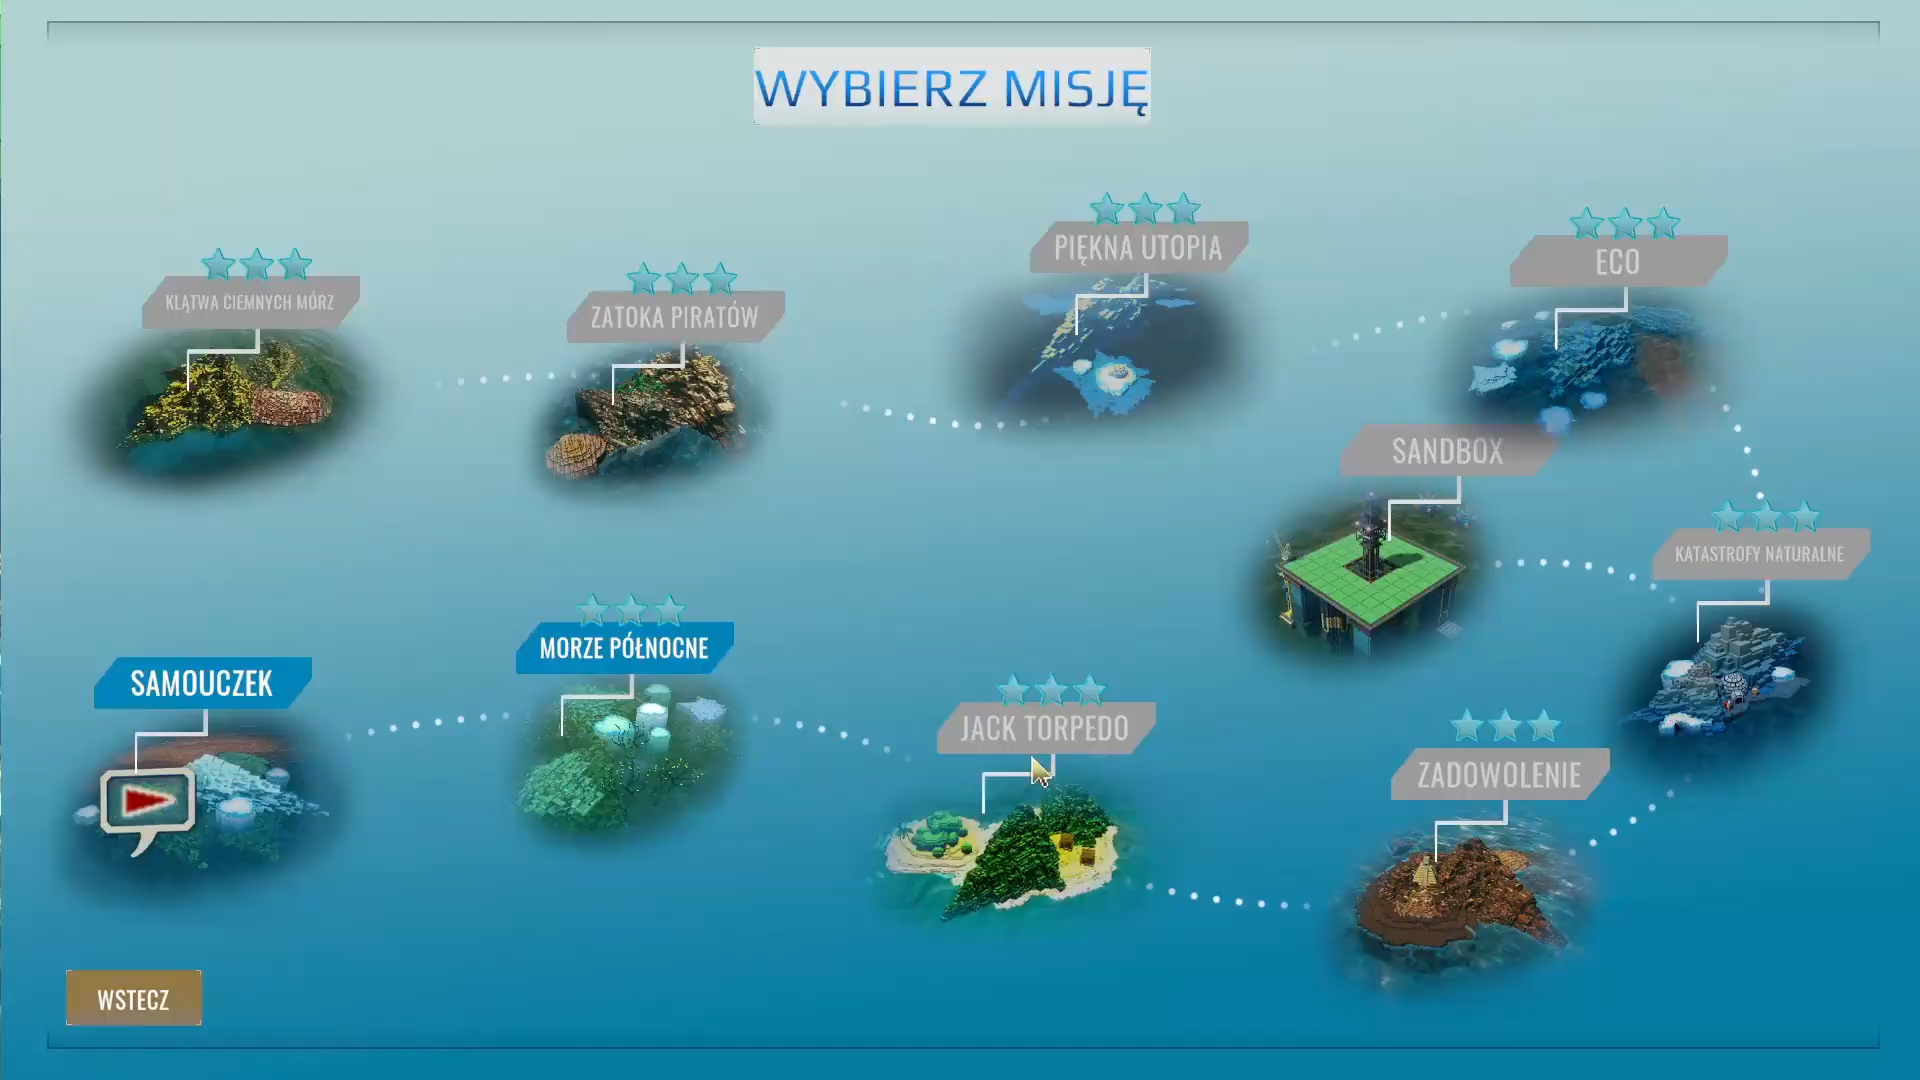 WYBIERZ MISJĘ
PIĘKNA UTOPIA
ECO
KLĄTWA CIEMNYCH MÓRZ
ZATOKA PIRATÓW
SANDBOX
KATASTROFY NATURALNE
MORZE PÓŁNOCNE
SAMOUCZEK
JACK TORPEDO
ZADOWOLENIE
WSTECZ